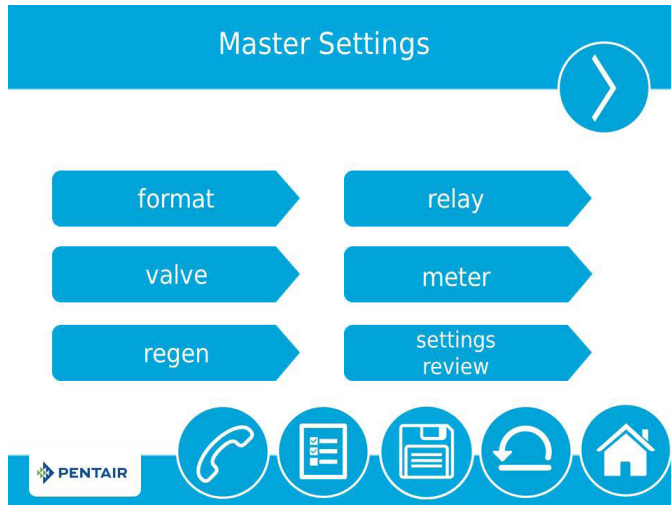 Master Settings
format
relay
valve
meter
regen
settings
review
PENTAIR